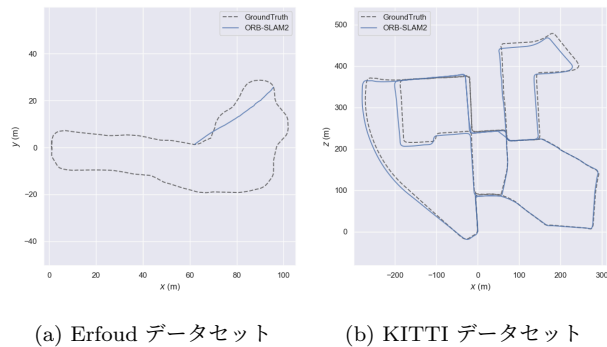 GroundTruth
ORB-SLAM2
40
20
0
−20
−40
y (m)
0
20
40
60
80
100
x (m)
(a) Erfoud データセット
GroundTruth
ORB-SLAM2
500
400
300
200
100
0
z (m)
−200
−100
0
100
200
300
x (m)
(b) KITTI データセット